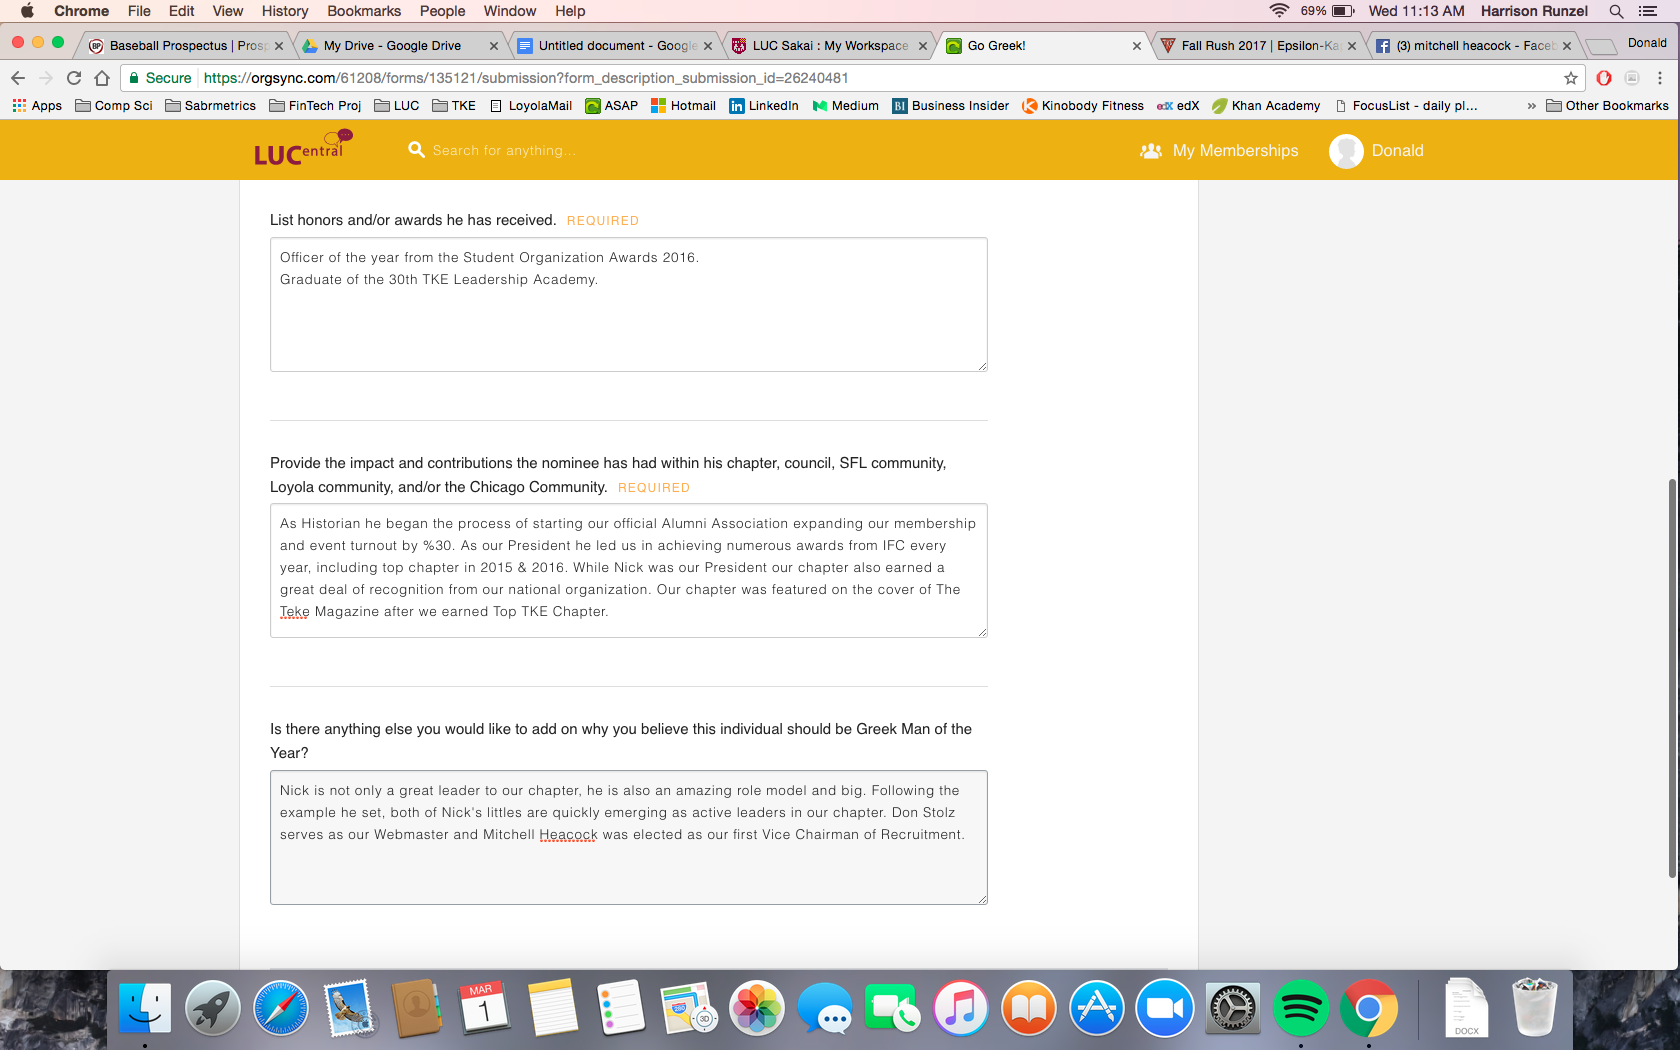 Chrome File Edit View History Bookmarks People Window Help 69% Wed 11:13 AM Harrison Runzel
Baseball Prospectus | Prosp My Drive - Google Drive Untitled document - Google LUC Sakai : My Workspace Go Greek! Fall Rush 2017 | Epsilon-Ka (3) mitchell heacock - Faceb Donald
Secure https://orgsync.com/61208/forms/135121/submission?form_description_submission_id=26240481
Apps Comp Sci Sabrmetrics FinTech Proj LUC TKE LoyolaMail ASAP Hotmail LinkedIn Medium BI Business Insider Kinobody Fitness edX edX Khan Academy FocusList - daily pl... » Other Bookmarks
LUCentral Search for anything... My Memberships Donald
List honors and/or awards he has received. REQUIRED
Officer of the year from the Student Organization Awards 2016.
Graduate of the 30th TKE Leadership Academy.
Provide the impact and contributions the nominee has had within his chapter, council, SFL community,
Loyola community, and/or the Chicago Community. REQUIRED
As Historian he began the process of starting our official Alumni Association expanding our membership
and event turnout by %30. As our President he led us in achieving numerous awards from IFC every
year, including top chapter in 2015 & 2016. While Nick was our President our chapter also earned a
great deal of recognition from our national organization. Our chapter was featured on the cover of The
Teke Magazine after we earned Top TKE Chapter.
Is there anything else you would like to add on why you believe this individual should be Greek Man of the
Year?
Nick is not only a great leader to our chapter, he is also an amazing role model and big. Following the
example he set, both of Nick's littles are quickly emerging as active leaders in our chapter. Don Stolz
serves as our Webmaster and Mitchell Heacock was elected as our first Vice Chairman of Recruitment.
MAR
1
280
3D
DOCX